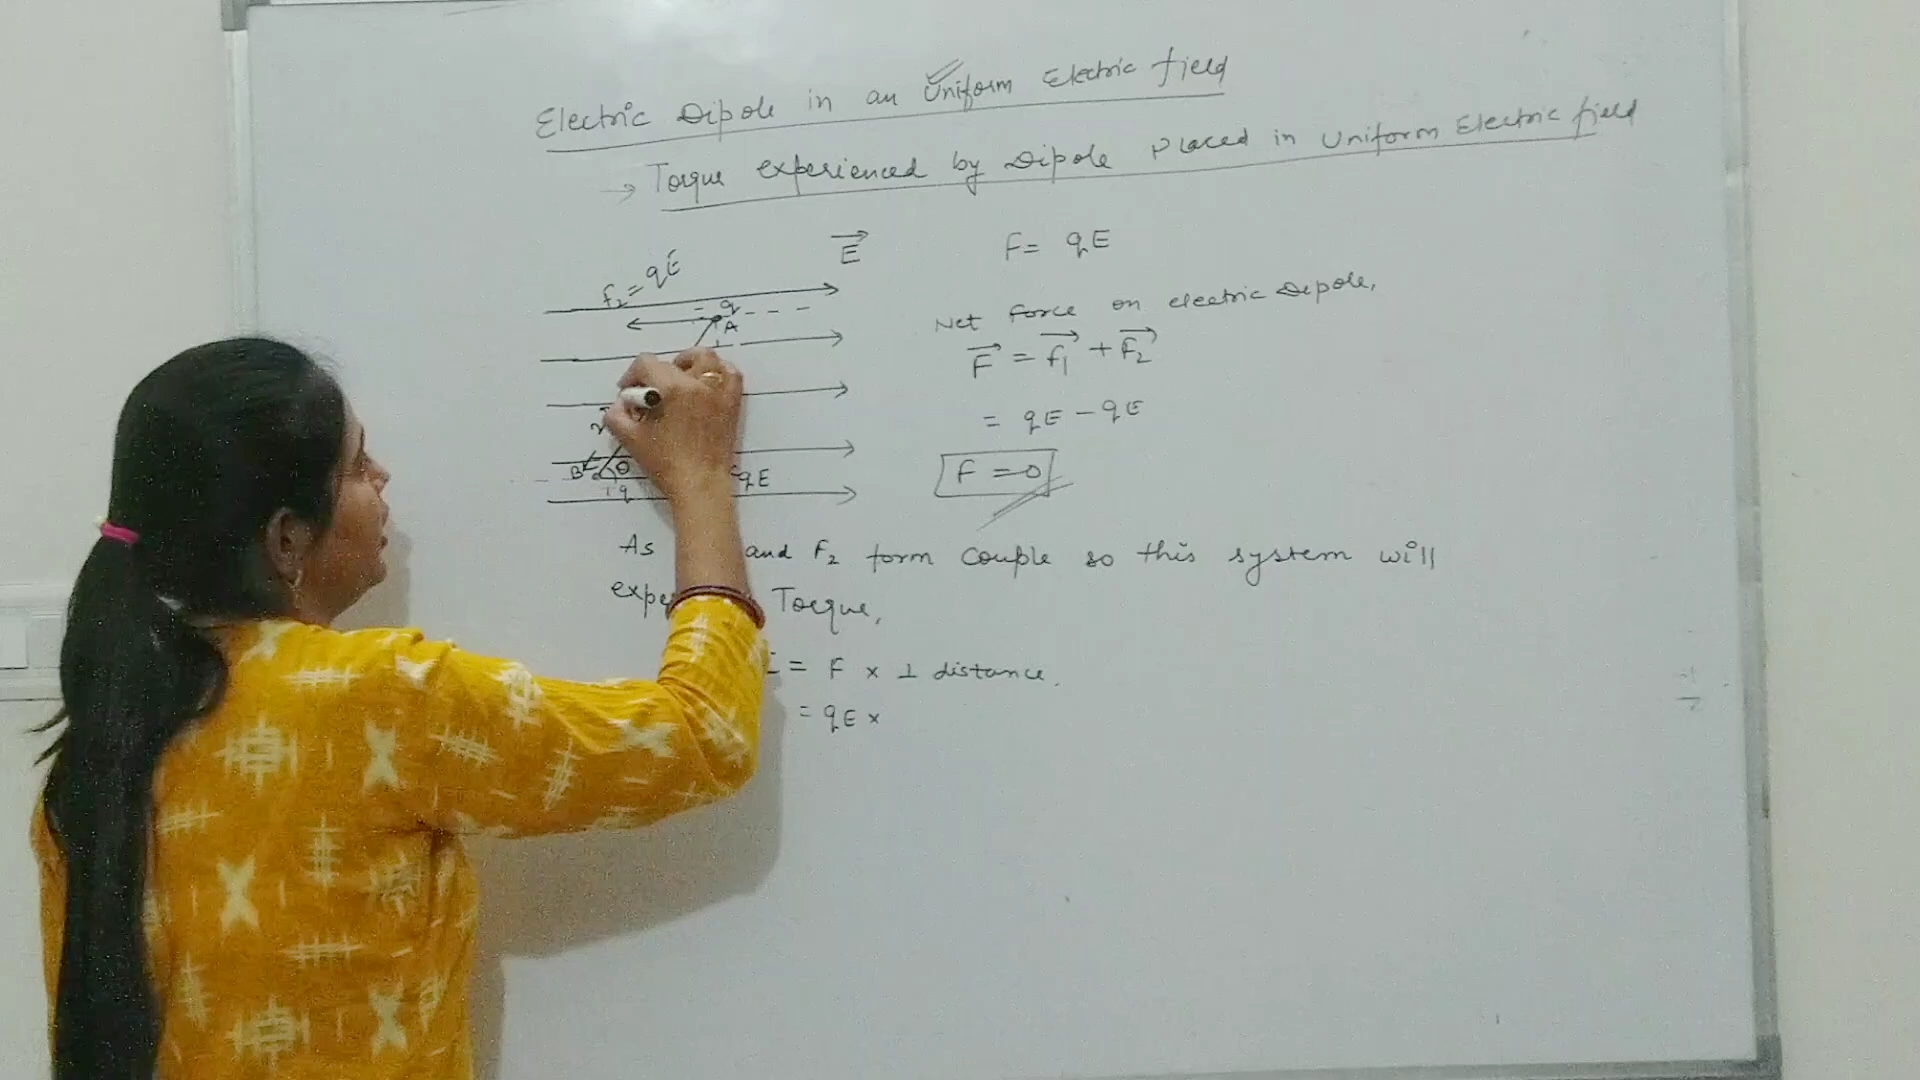 Electric Dipole in an Uniform Electric field
→ Torque experienced by Dipole Placed in Uniform Electric field
E
F₂ = qE
q
A
B
θ
q
qE
F = qE
Net force on electric Dipole,
F = F₁ + F₂
= qE - qE
F = 0
As and F₂ form couple so this system will
Torque,
= F × ⊥ distance.
= qE ×